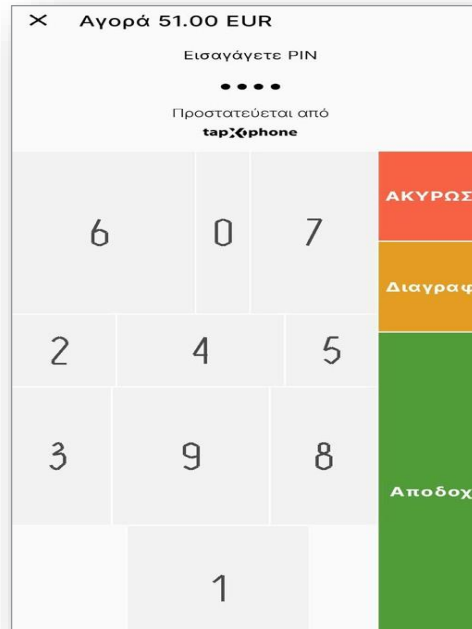 × Αγορά 51.00 EUR
Εισαγάγετε PIN
Προστατεύεται από
tapXphone
6 0 7
ΑΚΥΡΩΣ
Διαγραφ
2 4 5
3 9 8
Αποδοχ
1